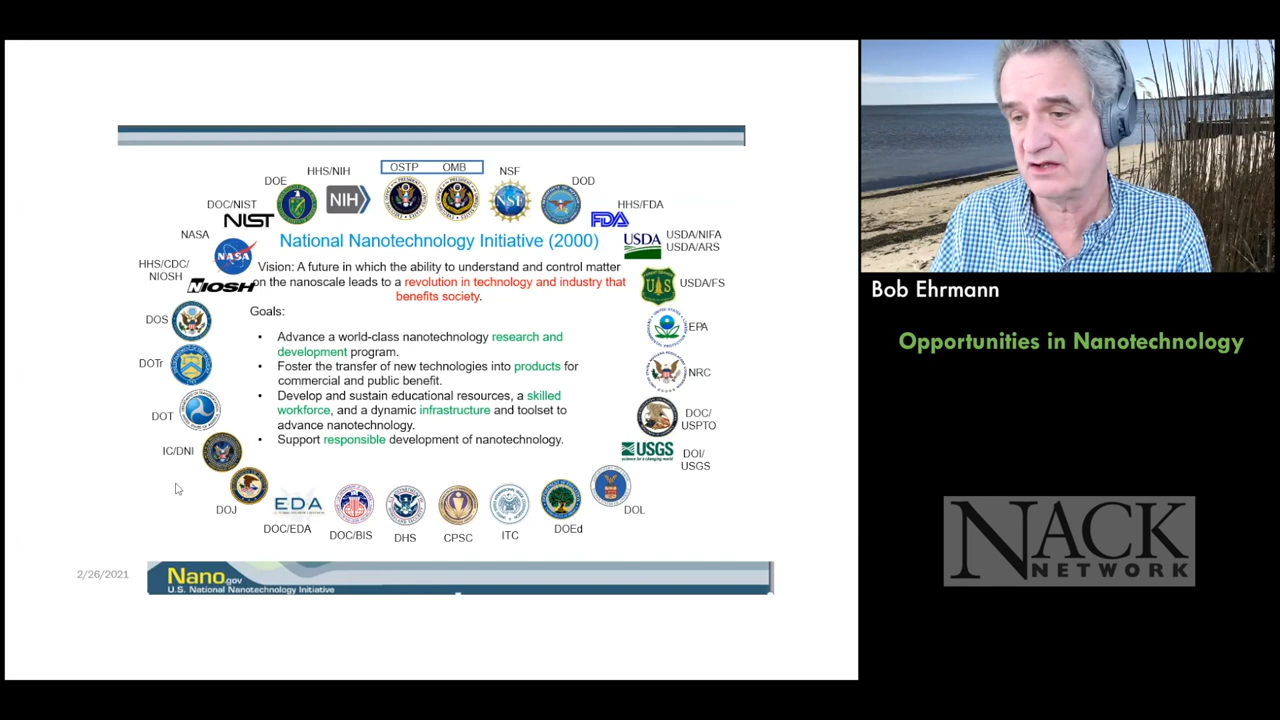 OSTP OMB
HHS/NIH
NSF
DOE
DOD
NIH
DOC/NIST
NIST
NSF
HHS/FDA
FDA
NASA
NASA
National Nanotechnology Initiative (2000)
USDA
USDA/NIFA
USDA/ARS
HHS/CDC/
NIOSH
NIOSH
Vision: A future in which the ability to understand and control matter
on the nanoscale leads to a revolution in technology and industry that
benefits society.
UAS
USDA/FS
Goals:
DOS
EPA
• Advance a world-class nanotechnology research and
development program.
• Foster the transfer of new technologies into products for
commercial and public benefit.
• Develop and sustain educational resources, a skilled
workforce, and a dynamic infrastructure and toolset to
advance nanotechnology.
• Support responsible development of nanotechnology.
DOTr
NRC
DOT
DOC/
USPTO
IC/DNI
USGS
science for a changing world
DOI/
USGS
DOJ
EDA
DOL
DOC/EDA
DOC/BIS
DHS
CPSC
ITC
DOEd
2/26/2021
Nano.gov
U.S. National Nanotechnology Initiative
Bob Ehrmann
Opportunities in Nanotechnology
NACK
NETWORK